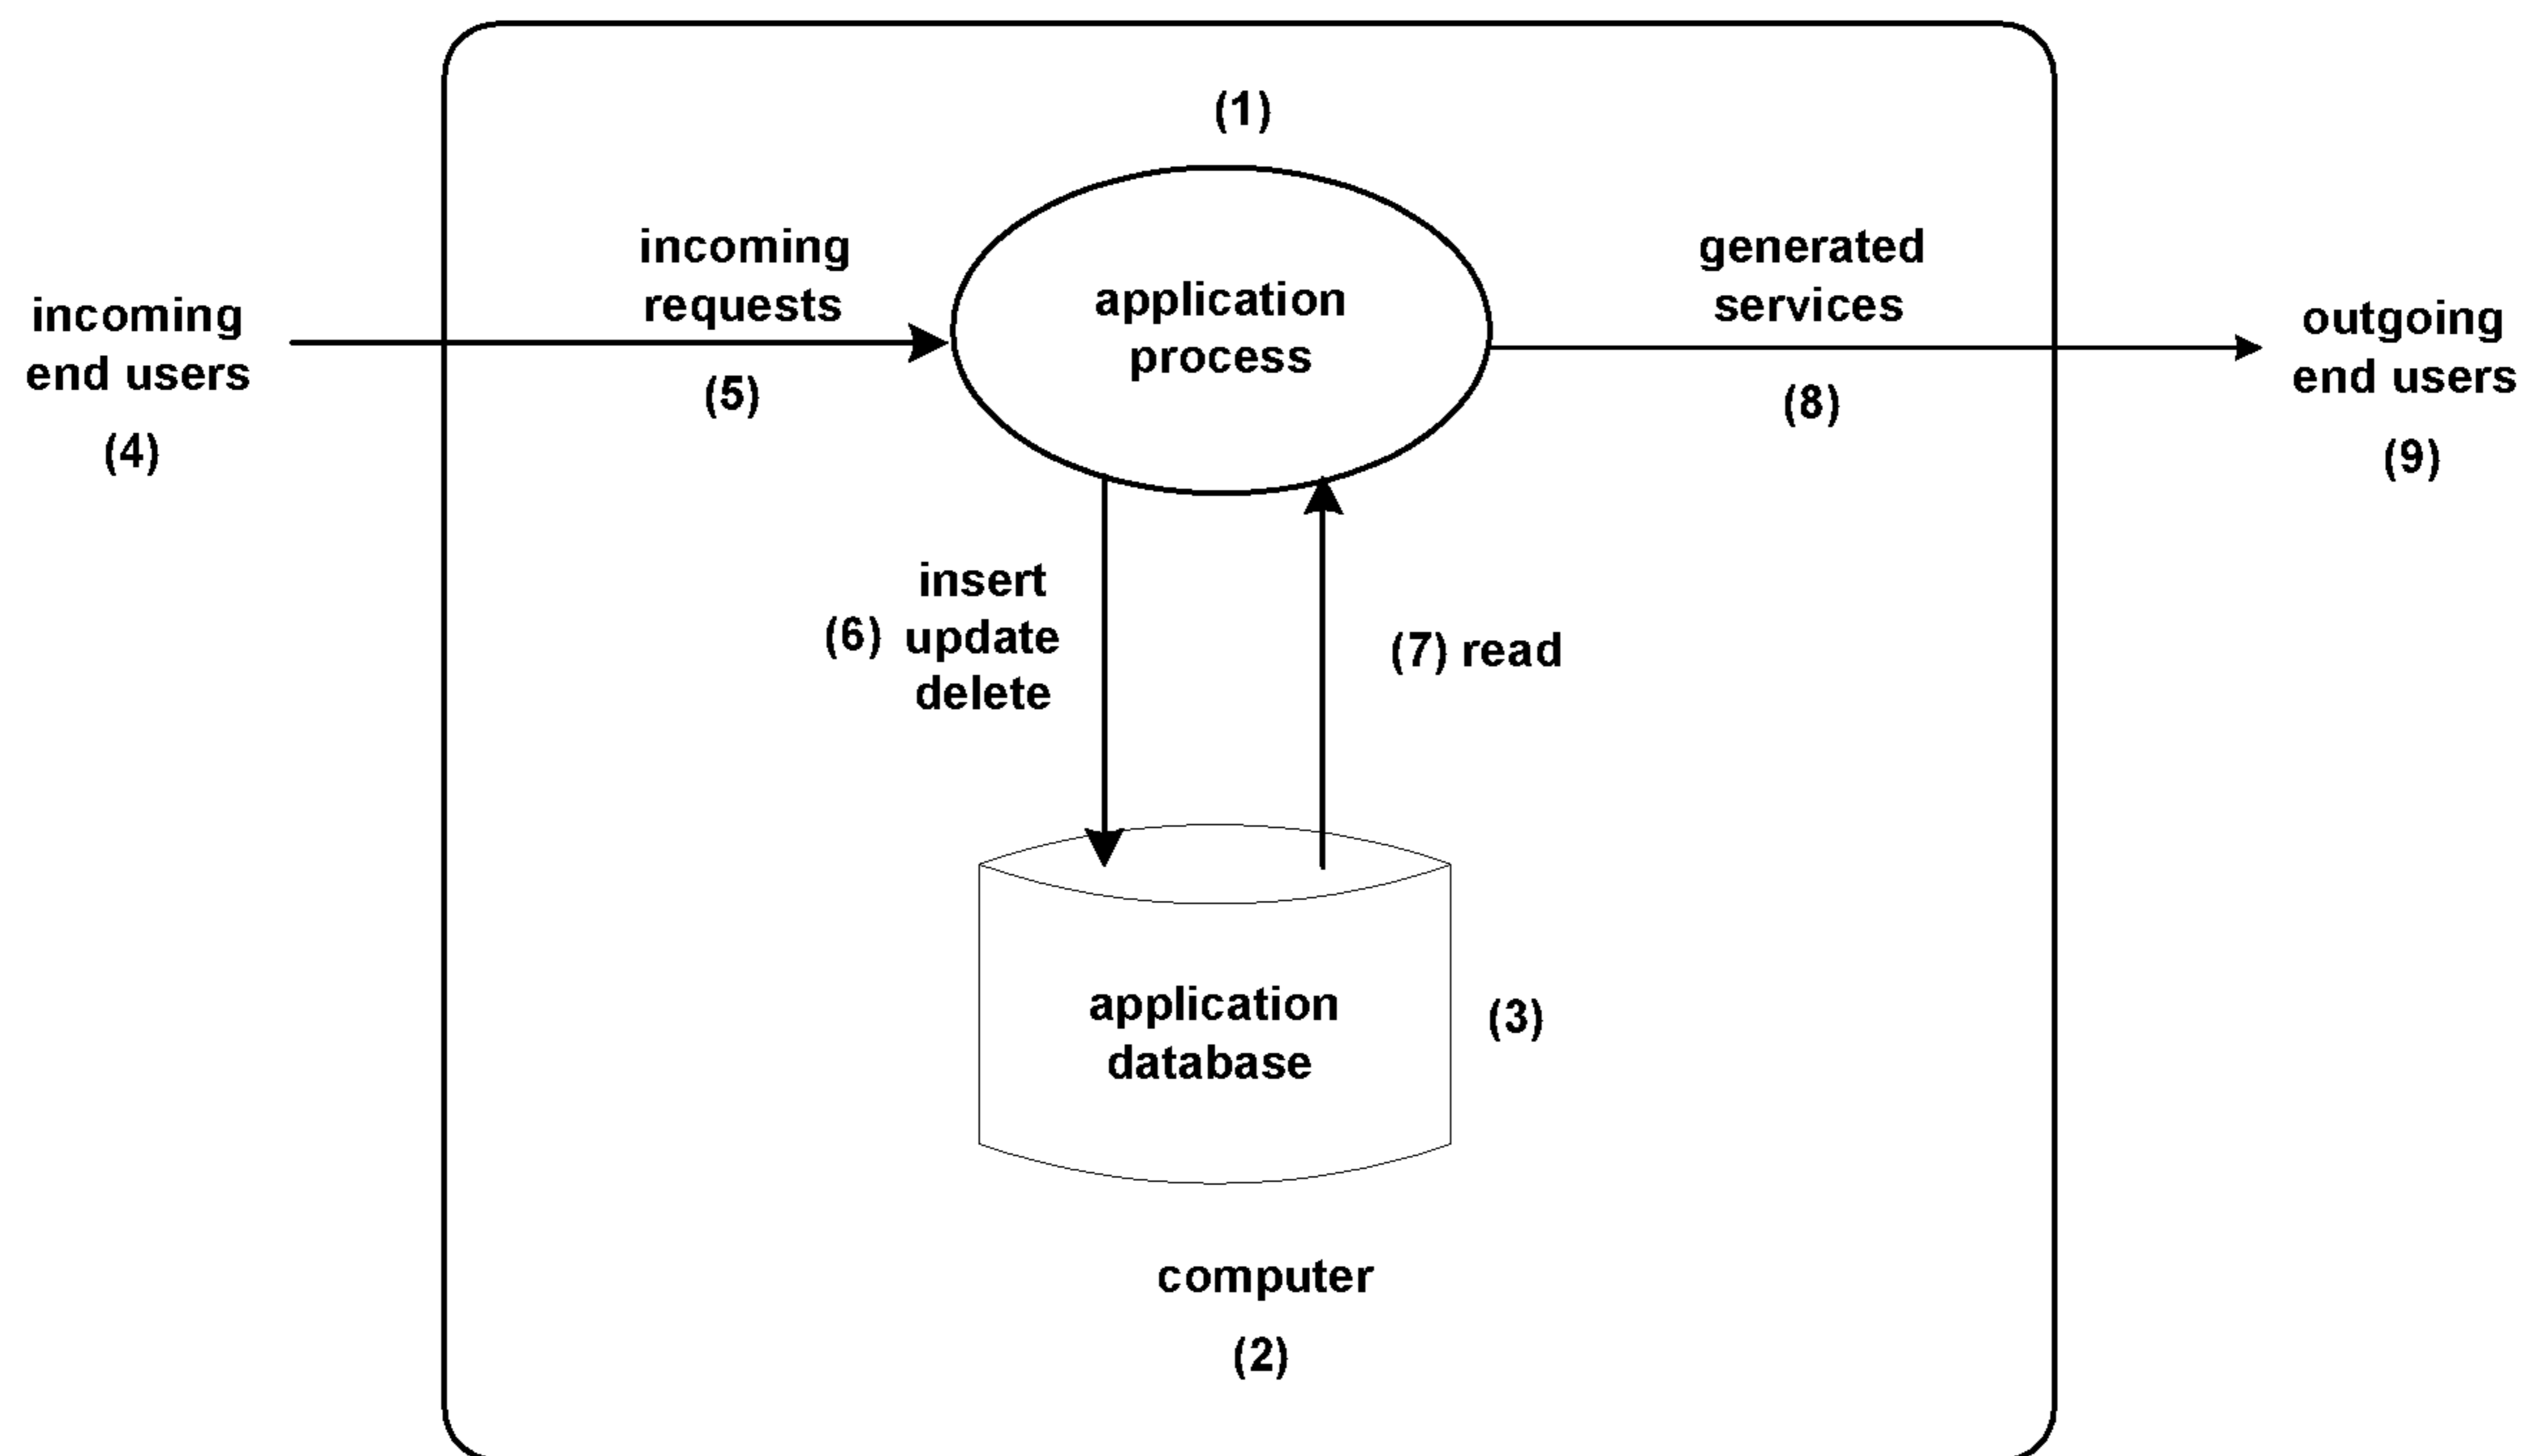 (1)
incoming
requests
(5)
incoming
end users
(4)
application
process
generated
services
(8)
outgoing
end users
(9)
insert
(6) update
delete
(7) read
application
database
(3)
computer
(2)